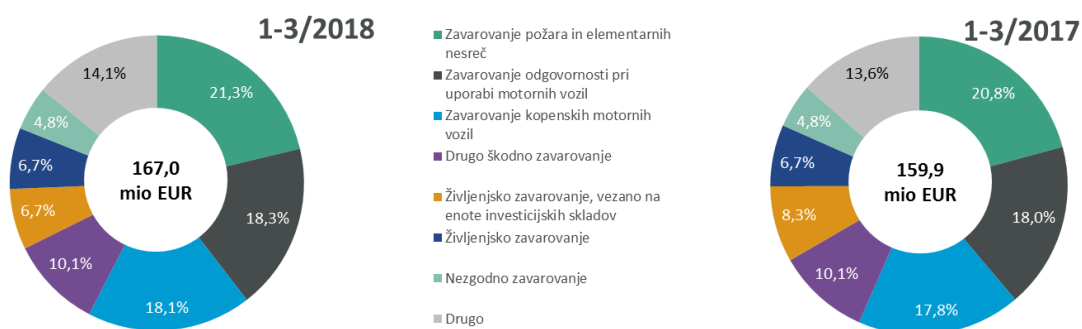 1-3/2018
14,1%
21,3%
4,8%
6,7%
6,7%
10,1%
18,1%
18,3%
167,0
mio EUR
Zavarovanje požara in elementarnih
nesreč
Zavarovanje odgovornosti pri
uporabi motornih vozil
Zavarovanje kopenskih motornih
vozil
Drugo škodno zavarovanje
Življenjsko zavarovanje, vezano na
enote investicijskih skladov
Življenjsko zavarovanje
Nezgodno zavarovanje
Drugo
1-3/2017
13,6%
20,8%
4,8%
6,7%
8,3%
10,1%
17,8%
18,0%
159,9
mio EUR